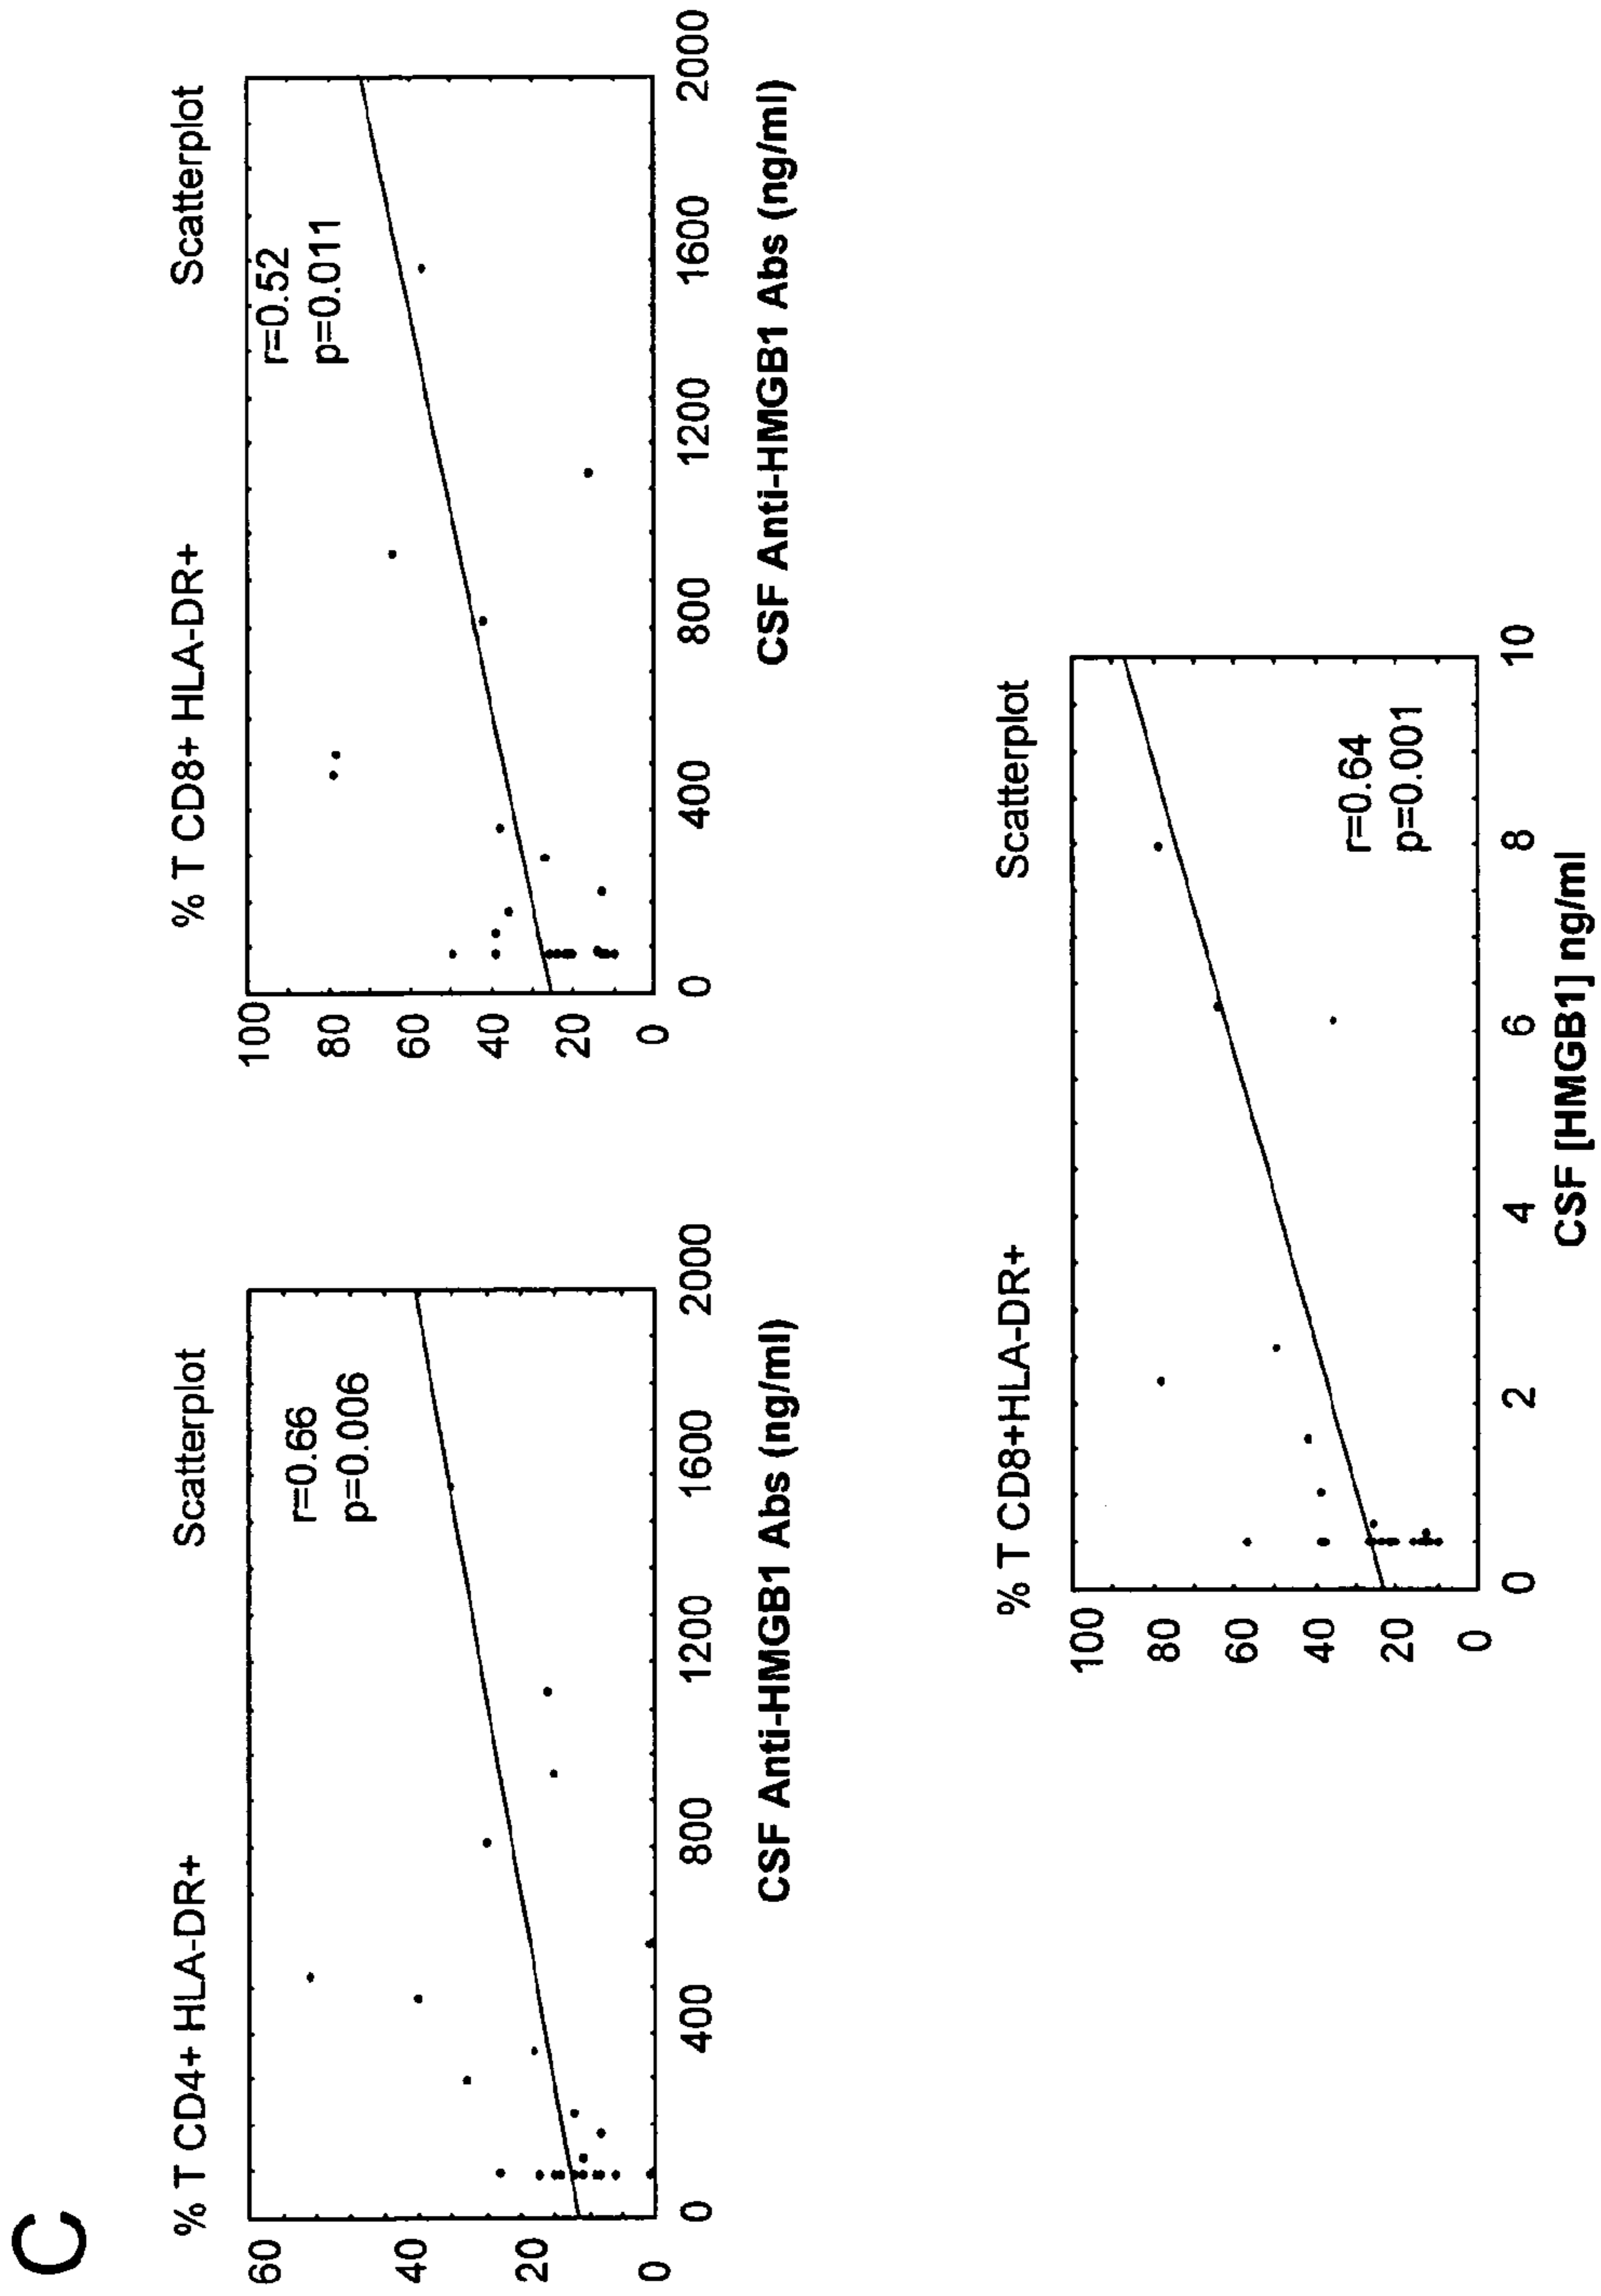 C
% T CD4+ HLA-DR+
Scatterplot
r=0.66
p=0.006
60
40
20
0
0 400 800 1200 1600 2000
CSF Anti-HMGB1 Abs (ng/ml)
% T CD8+ HLA-DR+
Scatterplot
r=0.52
p=0.011
100
80
60
40
20
0
0 400 800 1200 1600 2000
CSF Anti-HMGB1 Abs (ng/ml)
% T CD8+HLA-DR+
Scatterplot
100
80
60
40
20
0
r=0.64
p=0.001
0 2 4 6 8 10
CSF [HMGB1] ng/ml